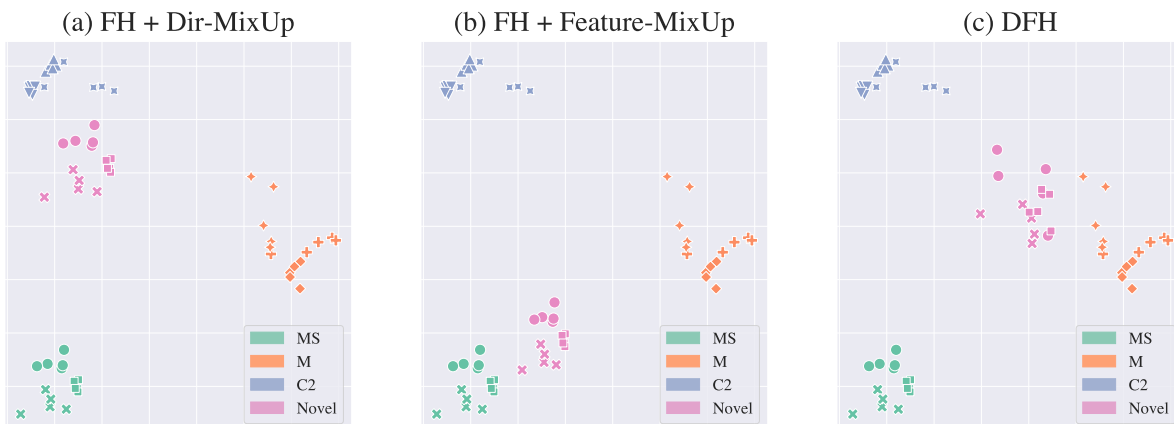 (a) FH + Dir-MixUp
(b) FH + Feature-MixUp
(c) DFH
MS
M
C2
Novel
MS
M
C2
Novel
MS
M
C2
Novel